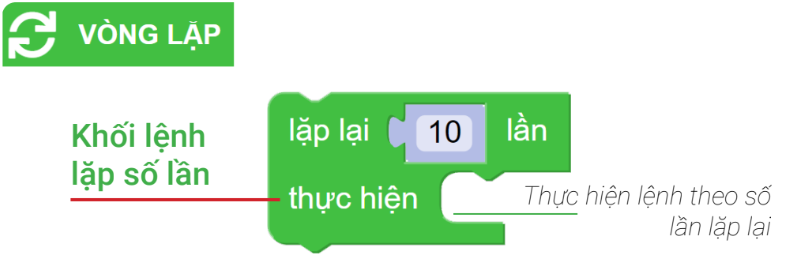 VÒNG LẶP
Khối lệnh
lặp số lần
lặp lại 10 lần
thực hiện
Thực hiện lệnh theo số
lần lặp lại